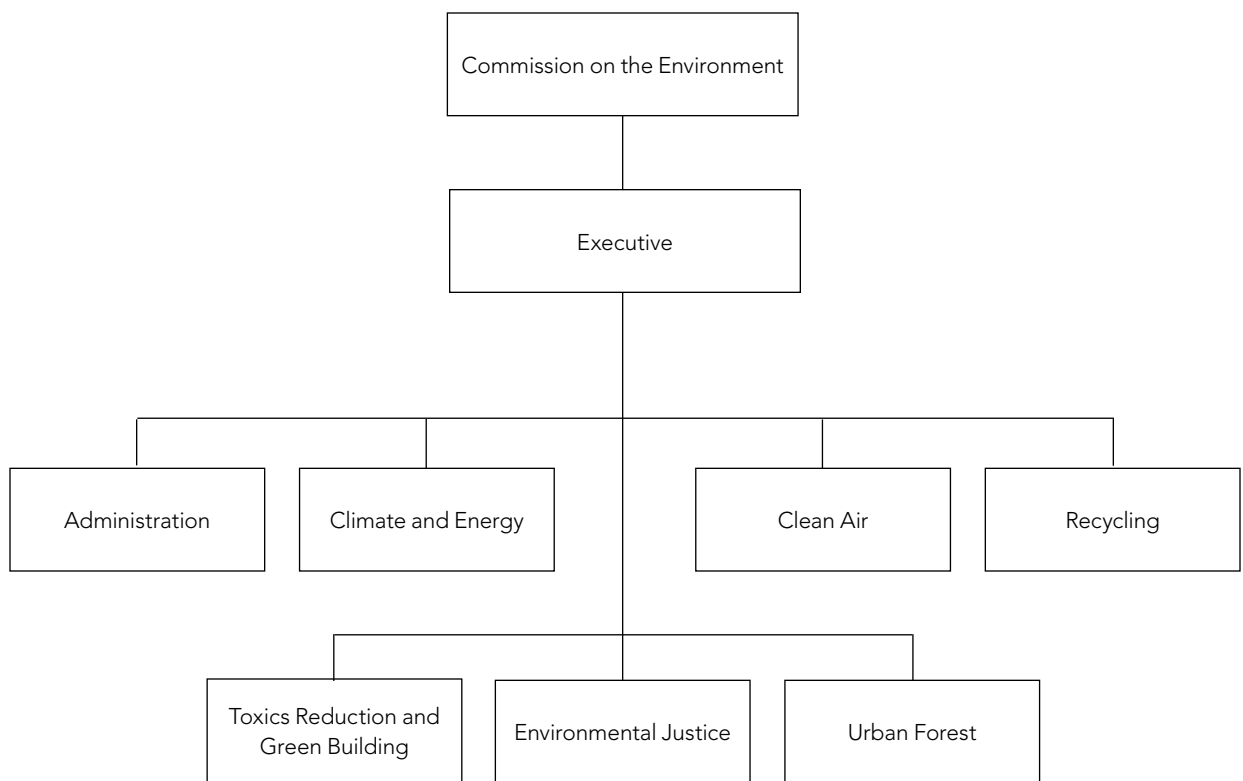 Commission on the Environment
Executive
Administration
Climate and Energy
Clean Air
Recycling
Toxics Reduction and
Green Building
Environmental Justice
Urban Forest